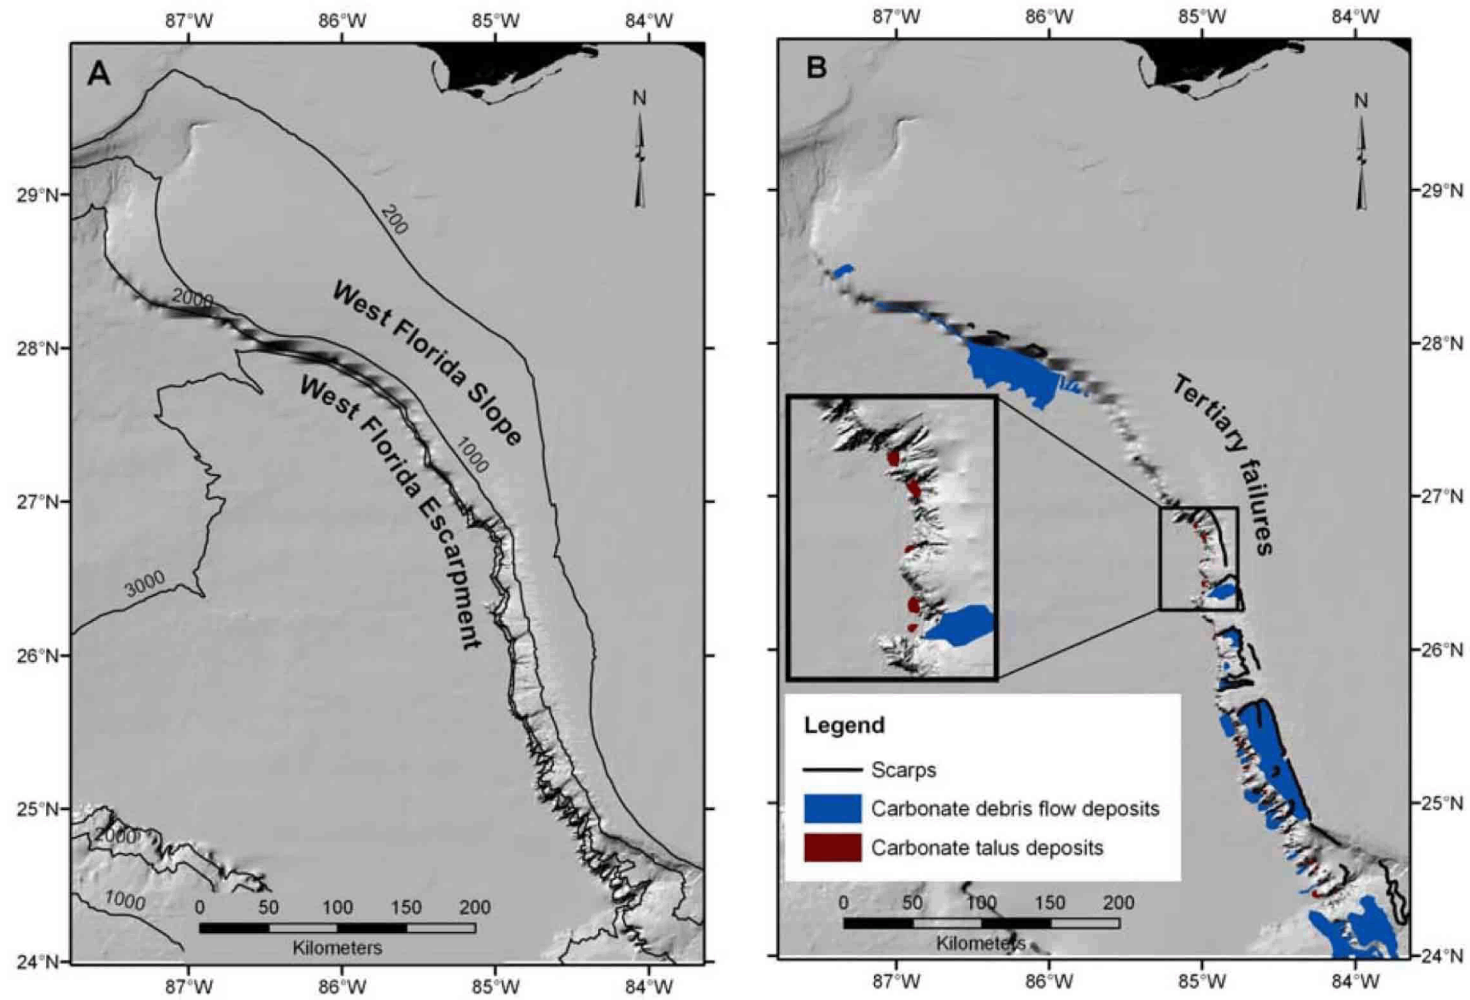 87°W 86°W 85°W 84°W
A
N
29°N
28°N
27°N
26°N
25°N
24°N
200
2000
West Florida Slope
West Florida Escarpment
1000
3000
2000
1000
0 50 100 150 200
Kilometers
87°W 86°W 85°W 84°W
87°W 86°W 85°W 84°W
B
N
29°N
28°N
27°N
26°N
25°N
24°N
Tertiary failures
Legend
Scarps
Carbonate debris flow deposits
Carbonate talus deposits
0 50 100 150 200
Kilometers
87°W 86°W 85°W 84°W